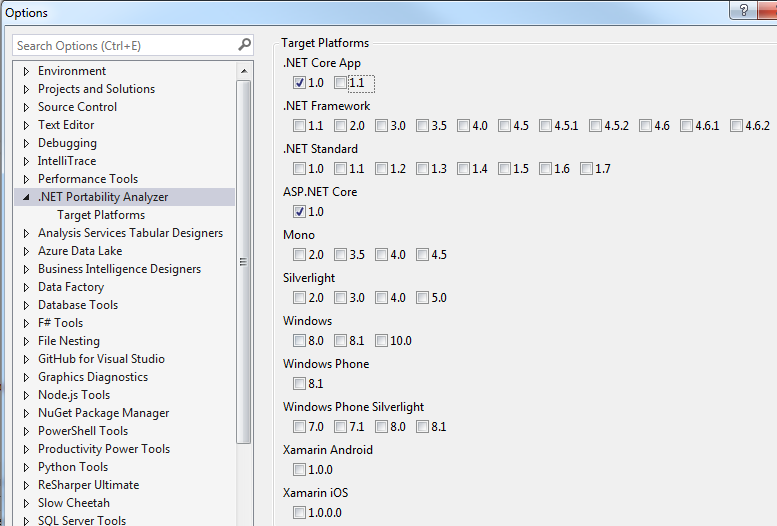 Options
?
Search Options (Ctrl+E)
Environment
Projects and Solutions
Source Control
Text Editor
Debugging
IntelliTrace
Performance Tools
.NET Portability Analyzer
Target Platforms
Analysis Services Tabular Designers
Azure Data Lake
Business Intelligence Designers
Data Factory
Database Tools
F# Tools
File Nesting
GitHub for Visual Studio
Graphics Diagnostics
Node.js Tools
NuGet Package Manager
PowerShell Tools
Productivity Power Tools
Python Tools
ReSharper Ultimate
Slow Cheetah
SQL Server Tools
Target Platforms
.NET Core App
1.0 1.1
.NET Framework
1.1 2.0 3.0 3.5 4.0 4.5 4.5.1 4.5.2 4.6 4.6.1 4.6.2
.NET Standard
1.0 1.1 1.2 1.3 1.4 1.5 1.6 1.7
ASP.NET Core
1.0
Mono
2.0 3.5 4.0 4.5
Silverlight
2.0 3.0 4.0 5.0
Windows
8.0 8.1 10.0
Windows Phone
8.1
Windows Phone Silverlight
7.0 7.1 8.0 8.1
Xamarin Android
1.0.0
Xamarin iOS
1.0.0.0